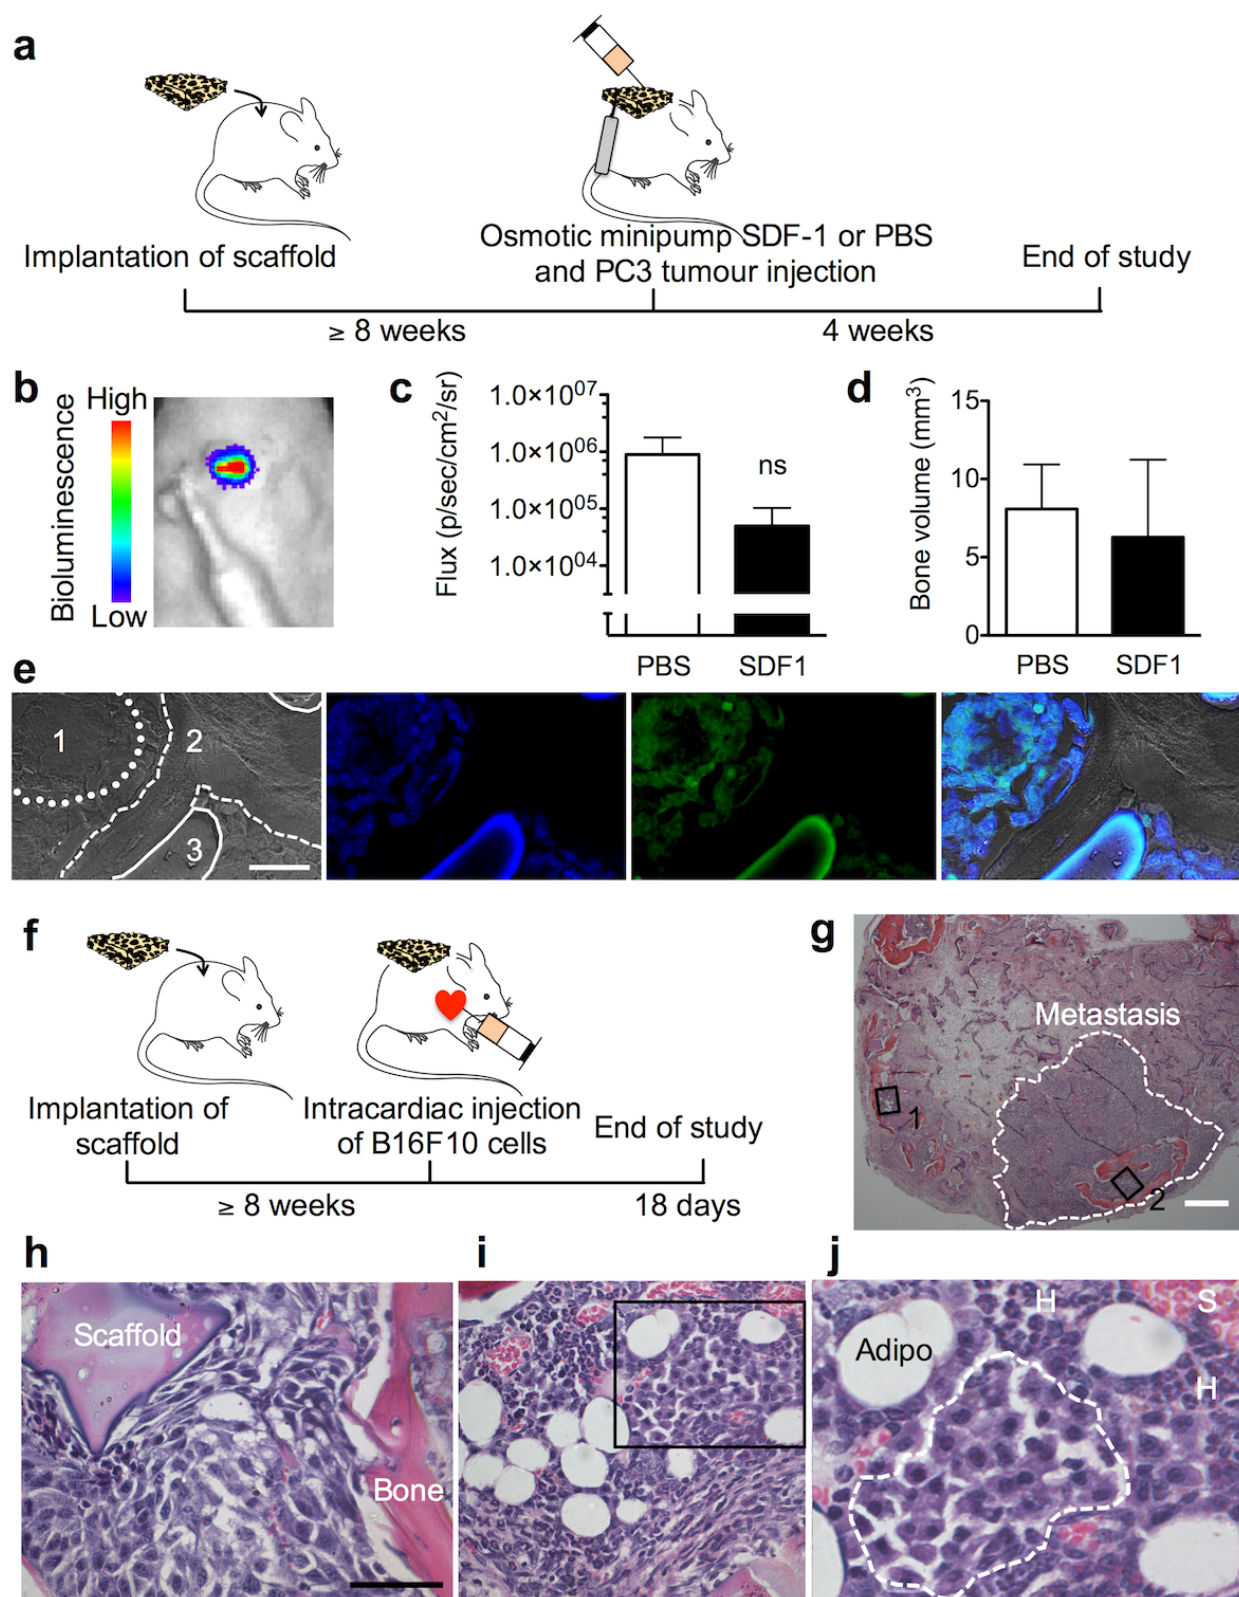 a
Implantation of scaffold
Osmotic minipump SDF-1 or PBS
and PC3 tumour injection
End of study
≥ 8 weeks
4 weeks
b
High
Bioluminescence
Low
c
Flux (p/sec/cm²/sr)
1.0×10⁰⁷
1.0×10⁰⁶
1.0×10⁰⁵
1.0×10⁰⁴
ns
PBS
SDF1
d
Bone volume (mm³)
15
10
5
0
PBS
SDF1
e
1
2
3
f
Implantation of
scaffold
Intracardiac injection
of B16F10 cells
End of study
≥ 8 weeks
18 days
g
Metastasis
1
2
h
Scaffold
Bone
i
j
H
S
Adipo
H